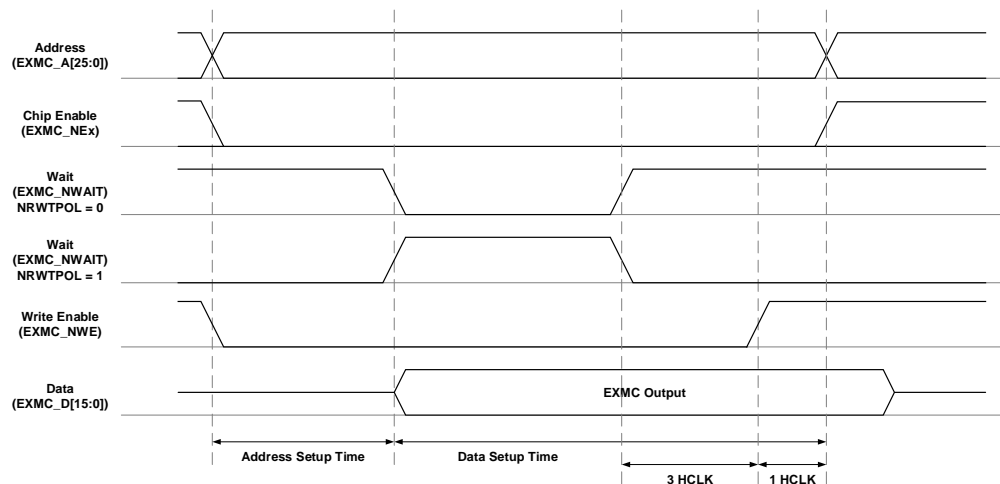 Address
(EXMC_A[25:0])
Chip Enable
(EXMC_NEx)
Wait
(EXMC_NWAIT)
NRWTPOL = 0
Wait
(EXMC_NWAIT)
NRWTPOL = 1
Write Enable
(EXMC_NWE)
Data
(EXMC_D[15:0])
EXMC Output
Address Setup Time
Data Setup Time
3 HCLK
1 HCLK